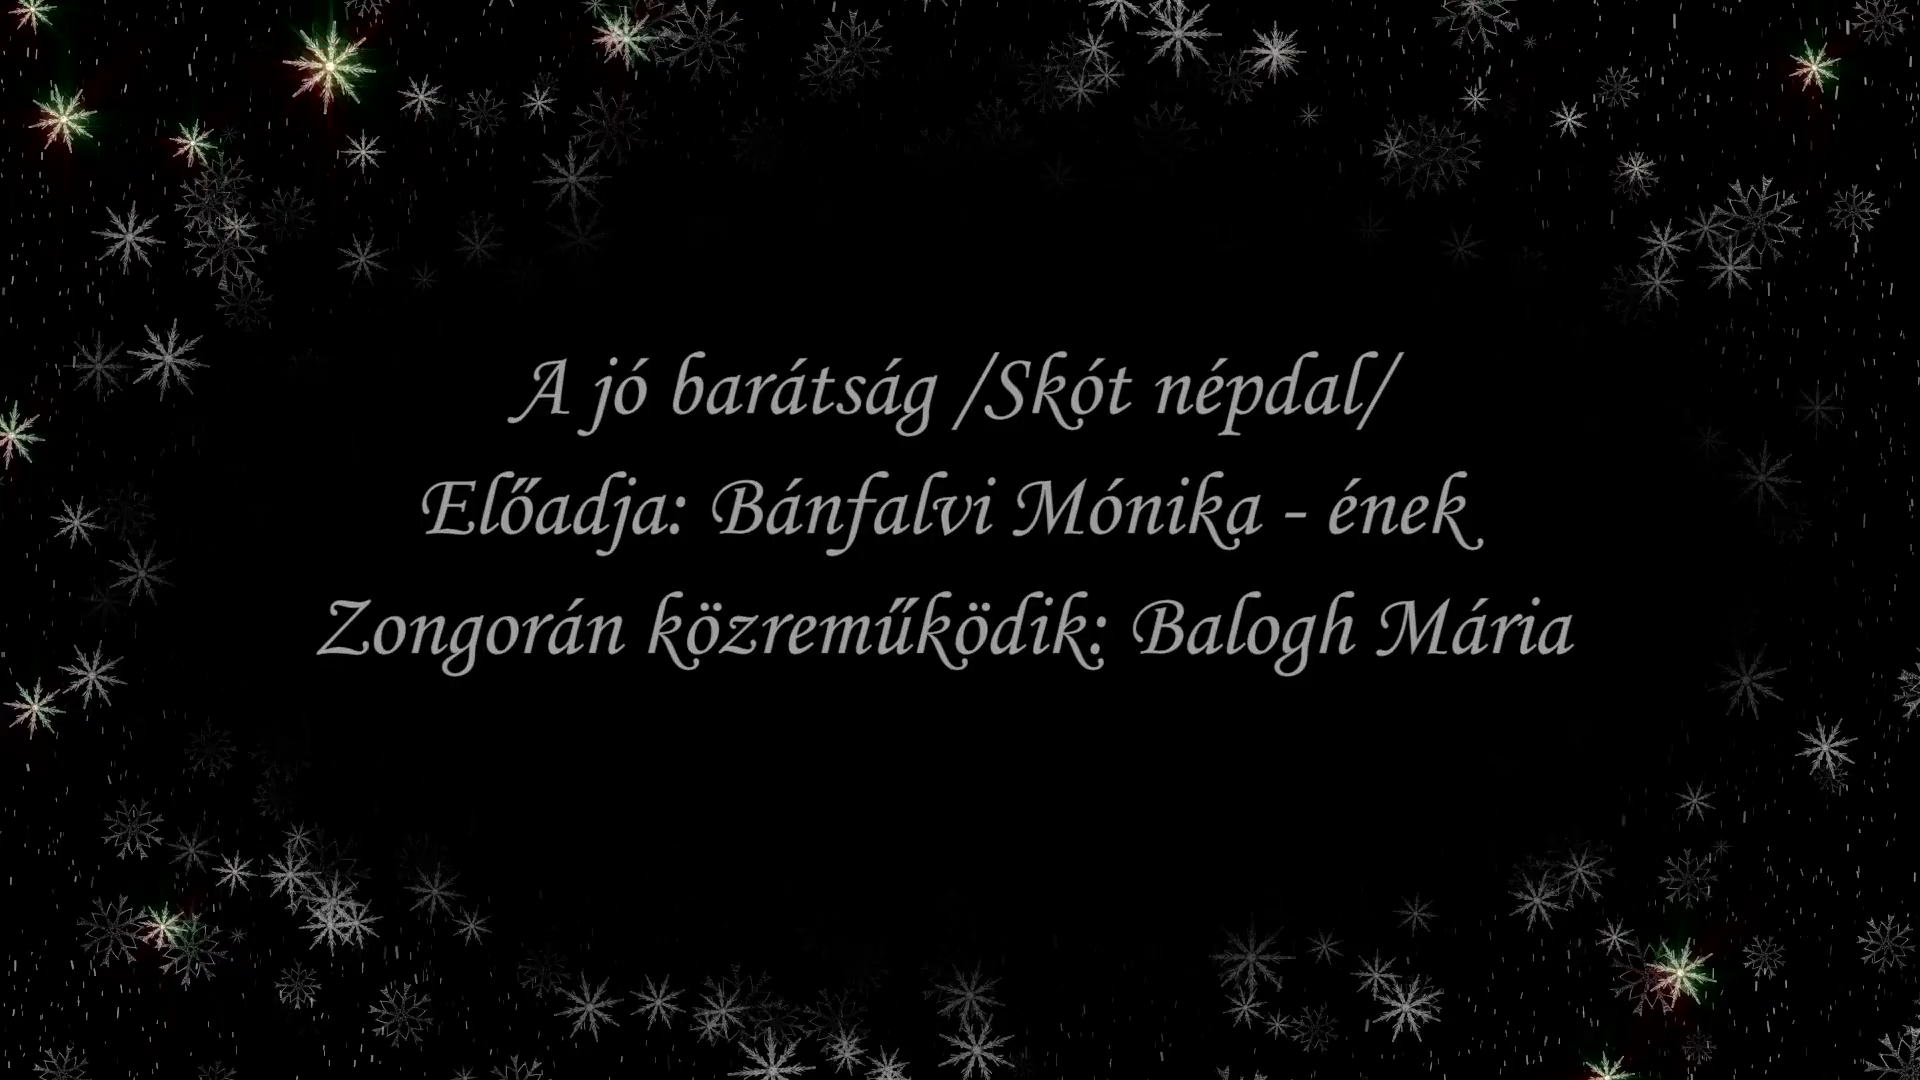 A jó barátság /Skót népdal/
Előadja: Bánfalvi Mónika - ének
Zongorán közreműködik: Balogh Mária